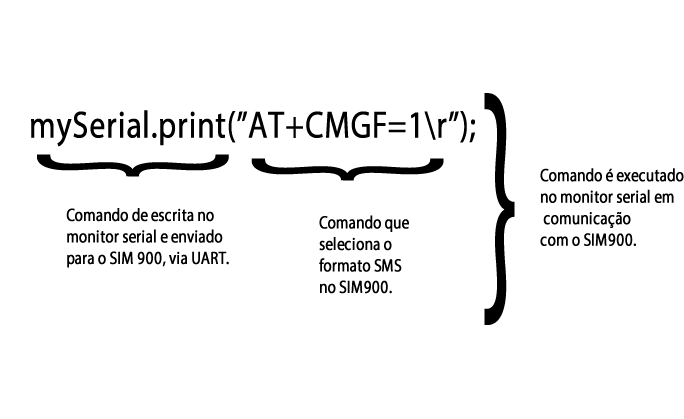 mySerial.print(”AT+CMGF=1\r”);
Comando de escrita no
monitor serial e enviado
para o SIM 900, via UART.
Comando que
seleciona o
formato SMS
no SIM900.
Comando é executado
no monitor serial em
comunicação
com o SIM900.